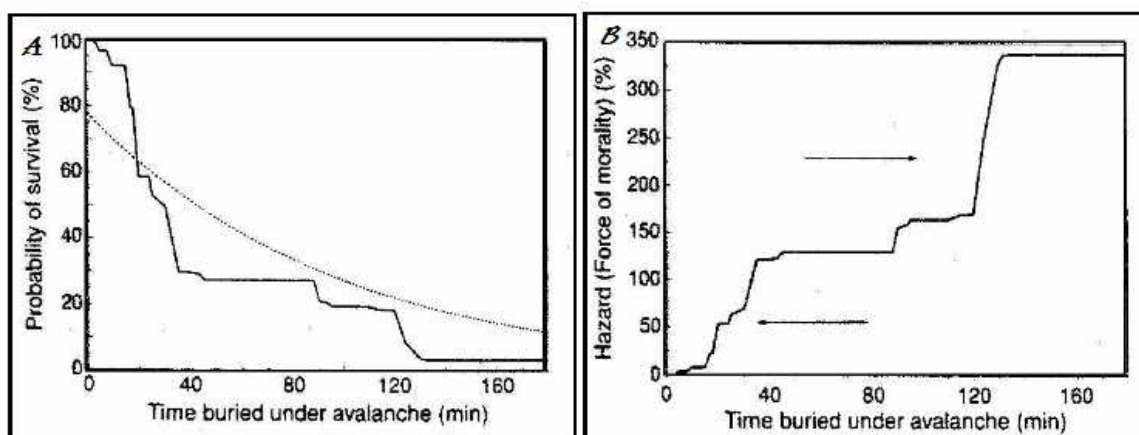 A
Probability of survival (%)
100
80
60
40
20
0
0 40 80 120 160
Time buried under avalanche (min)
B
Hazard (Force of morality) (%)
350
300
250
200
150
100
50
0
0 40 80 120 160
Time buried under avalanche (min)